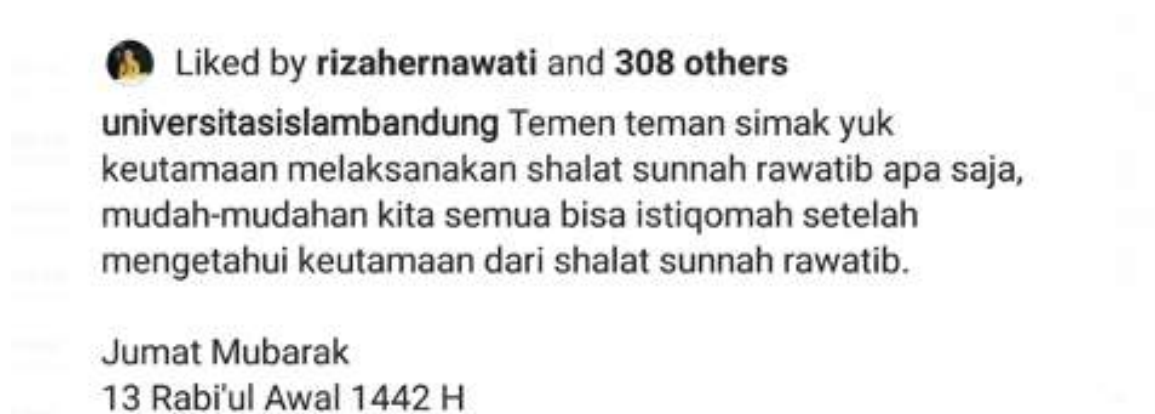 Liked by rizahernawati and 308 others
universitasislambandung Temen teman simak yuk
keutamaan melaksanakan shalat sunnah rawatib apa saja,
mudah-mudahan kita semua bisa istiqomah setelah
mengetahui keutamaan dari shalat sunnah rawatib.
Jumat Mubarak
13 Rabi'ul Awal 1442 H